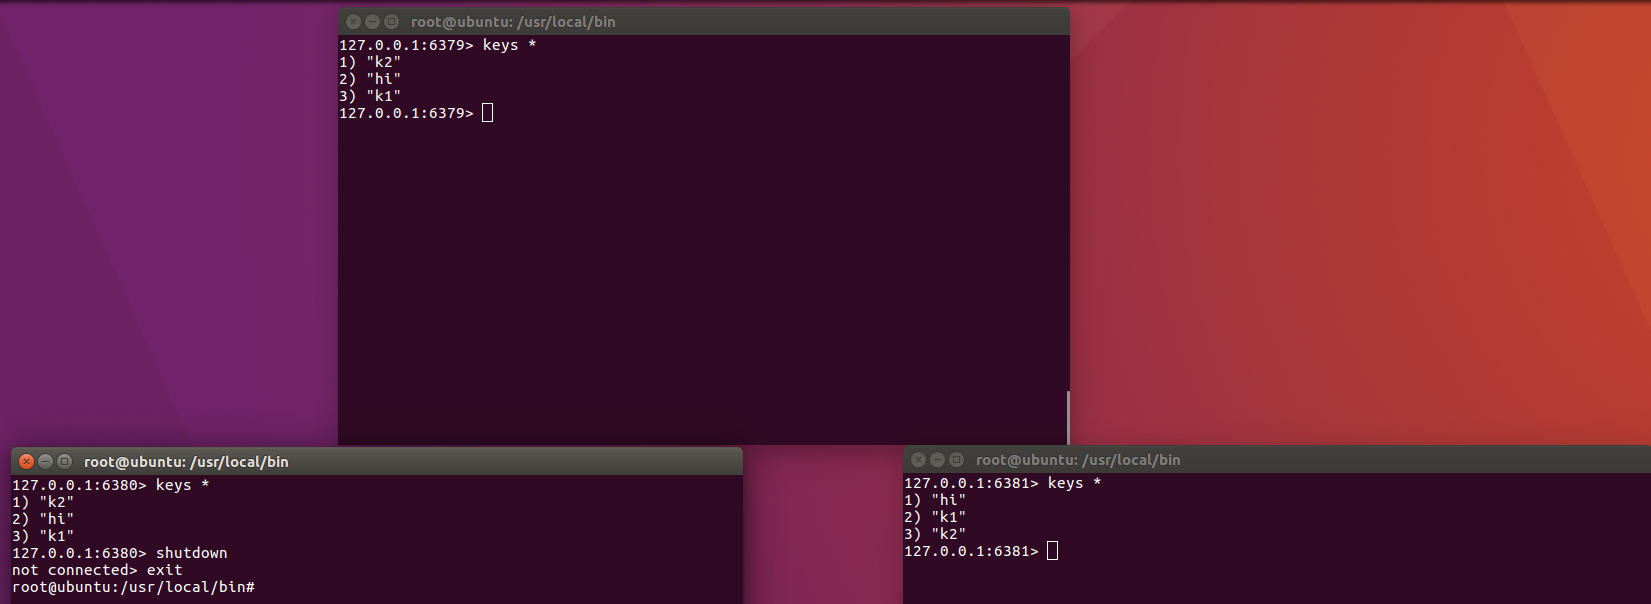 root@ubuntu: /usr/local/bin
127.0.0.1:6379> keys *
1) "k2"
2) "hi"
3) "k1"
127.0.0.1:6379>
root@ubuntu: /usr/local/bin
127.0.0.1:6380> keys *
1) "k2"
2) "hi"
3) "k1"
127.0.0.1:6380> shutdown
not connected> exit
root@ubuntu:/usr/local/bin#
root@ubuntu: /usr/local/bin
127.0.0.1:6381> keys *
1) "hi"
2) "k1"
3) "k2"
127.0.0.1:6381>